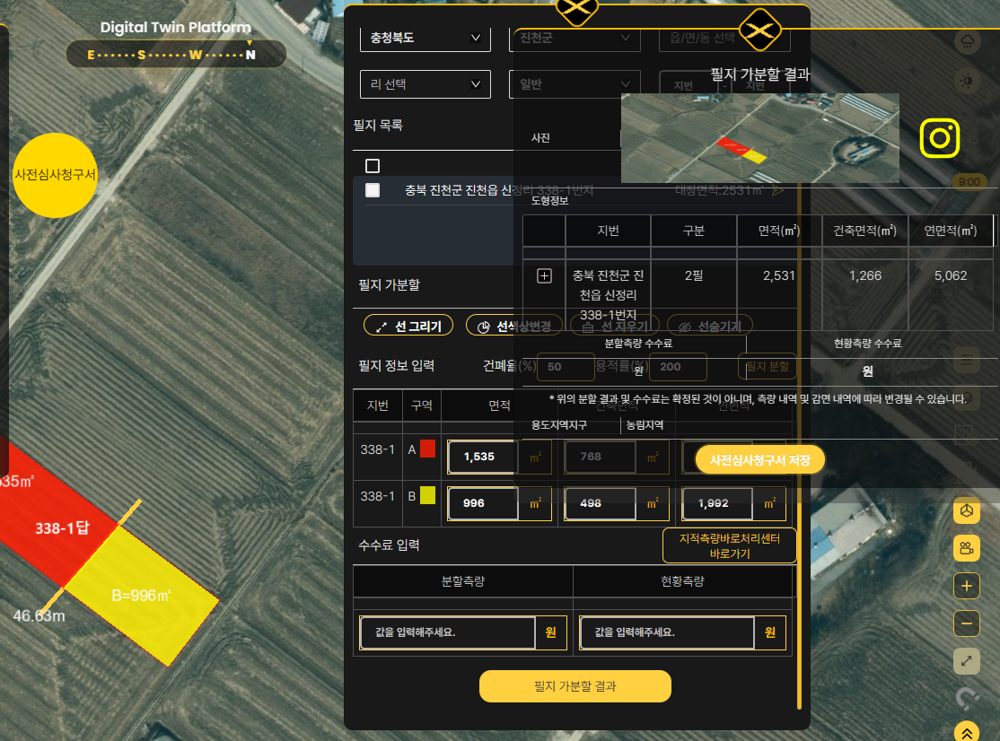 Digital Twin Platform
E S W N
사전심사청구서
충청북도
진천군
읍/면/동 선택
리 선택
일반
지번 - 지번
필지 목록
충북 진천군 진천읍 신정리 338-1번지
대장면적:2531㎡
필지 가분할
선 그리기
선색상변경
선 지우기
선숨기기
필지 정보 입력
건폐율(%) 50
용적률(%) 200
필지 분할
지번 구역 면적 건축면적 연면적
338-1 A 1,535 ㎡ 768 ㎡
338-1 B 996 ㎡ 498 ㎡ 1,992 ㎡
수수료 입력
지적측량바로처리센터
바로가기
분할측량 현황측량
값을 입력해주세요. 원 값을 입력해주세요. 원
필지 가분할 결과
필지 가분할 결과
사진
도형정보
지번 구분 면적(㎡) 건축면적(㎡) 연면적(㎡)
충북 진천군 진 2필 2,531 1,266 5,062
천읍 신정리
338-1번지
분할측량 수수료 현황측량 수수료
원 원
* 위의 분할 결과 및 수수료는 확정된 것이 아니며, 측량 내역 및 감면 내역에 따라 변경될 수 있습니다.
용도지역지구 농림지역
사전심사청구서 저장
9:00
35㎡
338-1답
B=996㎡
46.63m